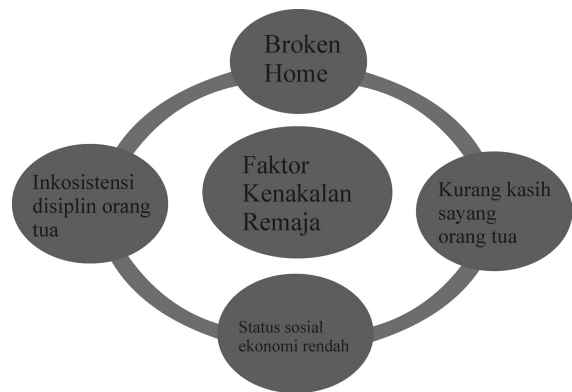 Broken
Home
Faktor
Kenakalan
Remaja
Inkosistensi
disiplin orang
tua
Kurang kasih
sayang
orang tua
Status sosial
ekonomi rendah